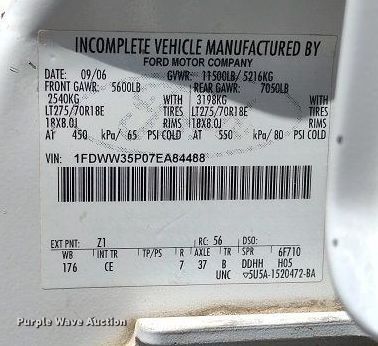 INCOMPLETE VEHICLE MANUFACTURED BY
FORD MOTOR COMPANY
DATE: 09/06 GVWR: 11500LB/ 5216KG
FRONT GAWR: 5600LB REAR GAWR: 7050LB
2540KG WITH 3198KG WITH
LT275/70R18E TIRES LT275/70R18E TIRES
18X8.0J RIMS 18X8.0J RIMS
AT 450 kPa/ 65 PSI COLD AT 550 kPa/ 80 PSI COLD
VIN: 1FDWW35P07EA84488
EXT PNT: Z1 RC: 56 DSO:
WB INT TR TP/PS R AXLE TR SPR 6F710
176 CE 7 37 B DDHH H05
UNC 5U5A-1520472-BA
Purple Wave Auction